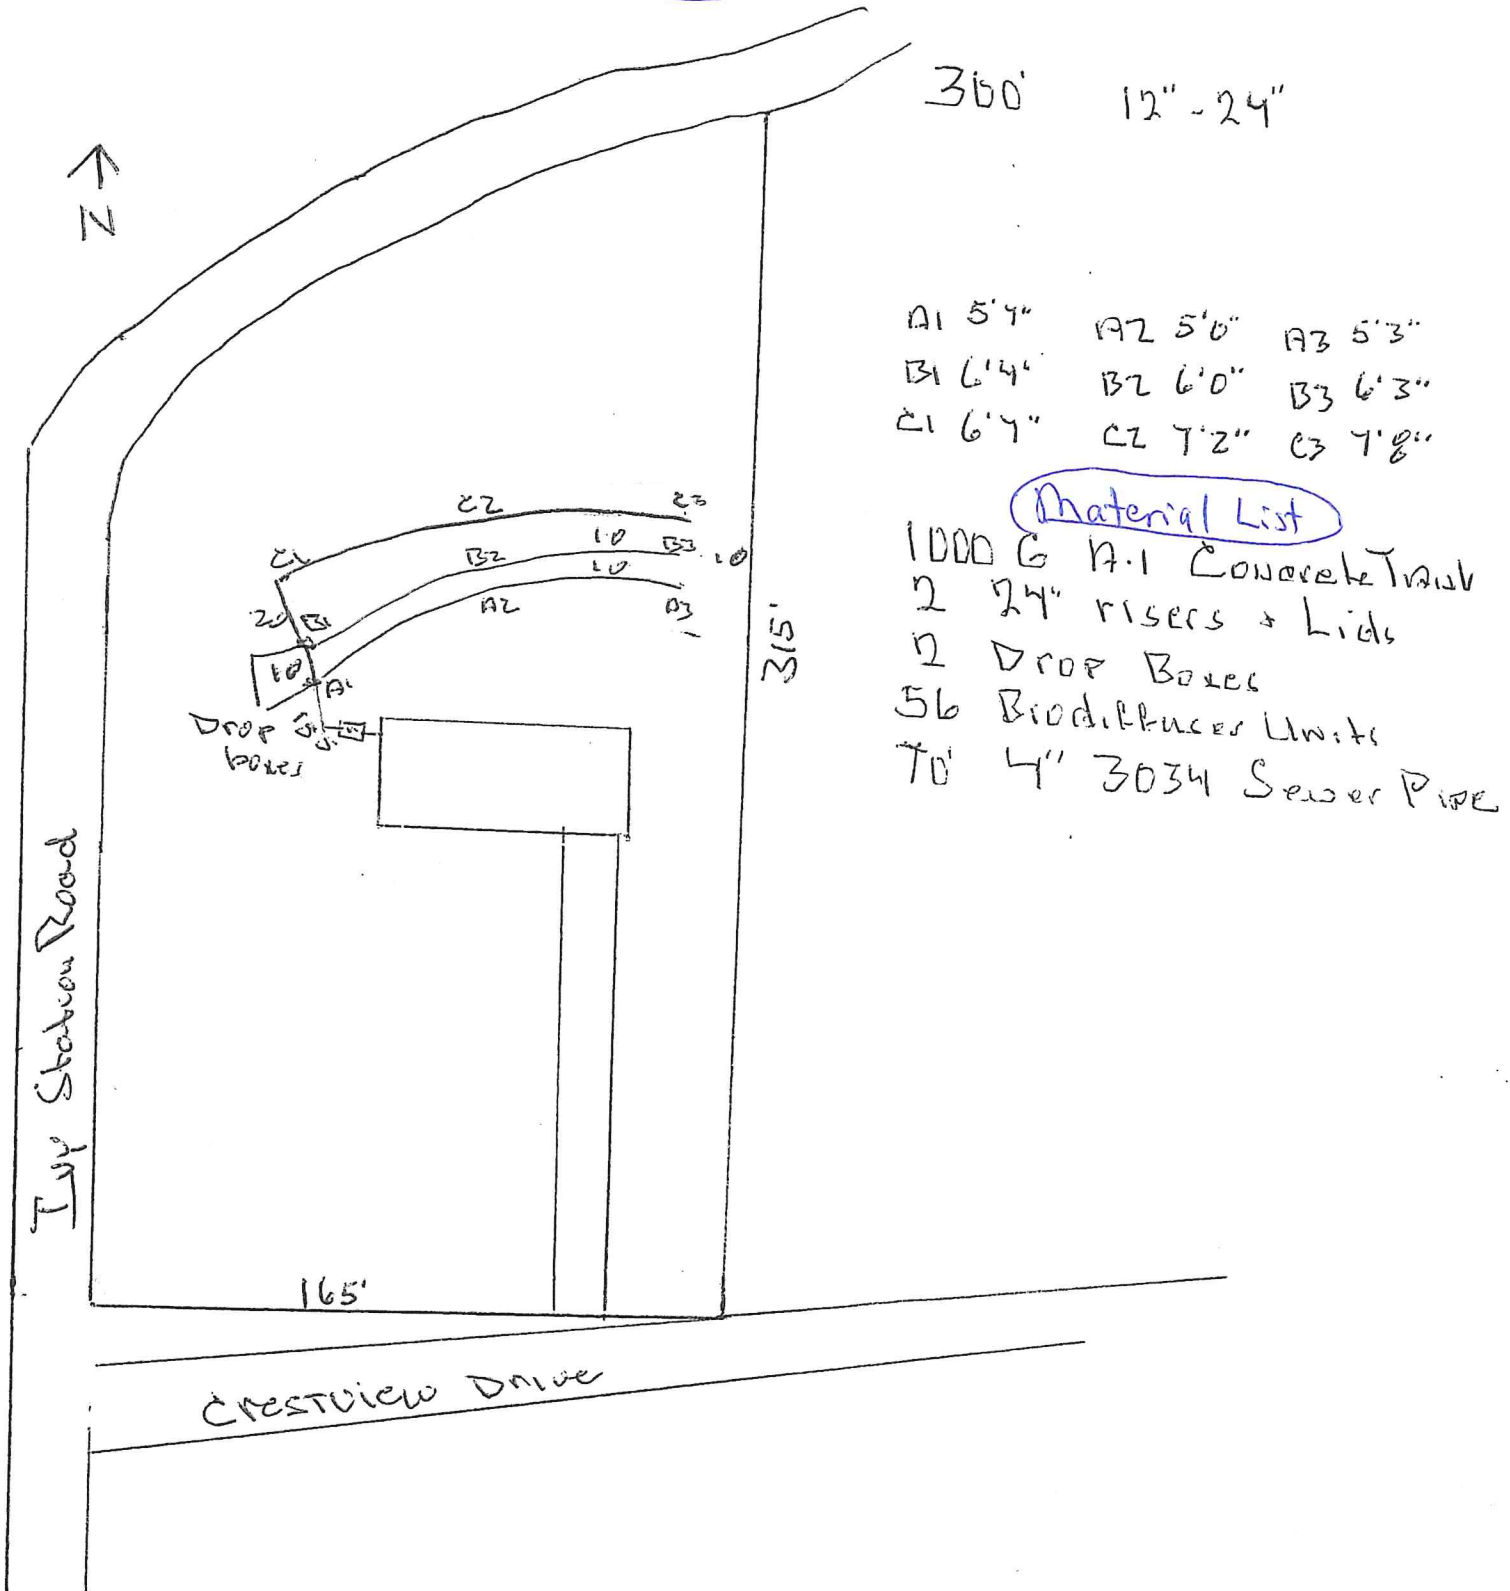 300' 12"-24"
N
A1 5'4" A2 5'0" A3 5'3"
B1 6'4" B2 6'0" B3 6'3"
C1 6'4" C2 7'2" C3 7'8"
Material List
1000 G A.1 Concrete Tank
2 24" risers + Lids
2 Drop Boxes
56 Biodiffuser Units
70' 4" 3034 Sewer Pipe
C1 C2 C3
B1 B2 10 B3 10
20 10
10 A1 A2 A3
Drop
boxes
315'
Ivy Station Road
165'
Crestview Drive